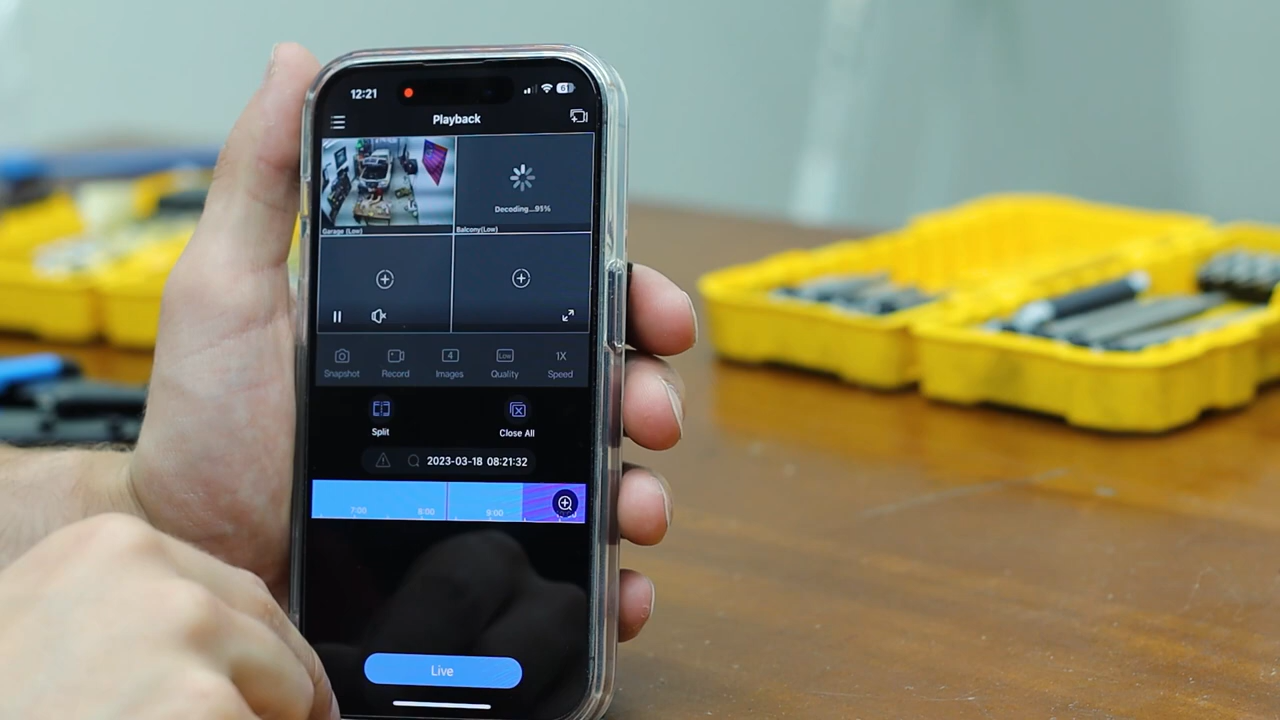 12:21
61
Playback
Decoding...91%
Garage (Low)
Balcony(Low)
Snapshot
Record
4
Images
Low
Quality
1X
Speed
Split
Close All
2023-03-18 08:21:32
7:00 8:00 9:00
Live